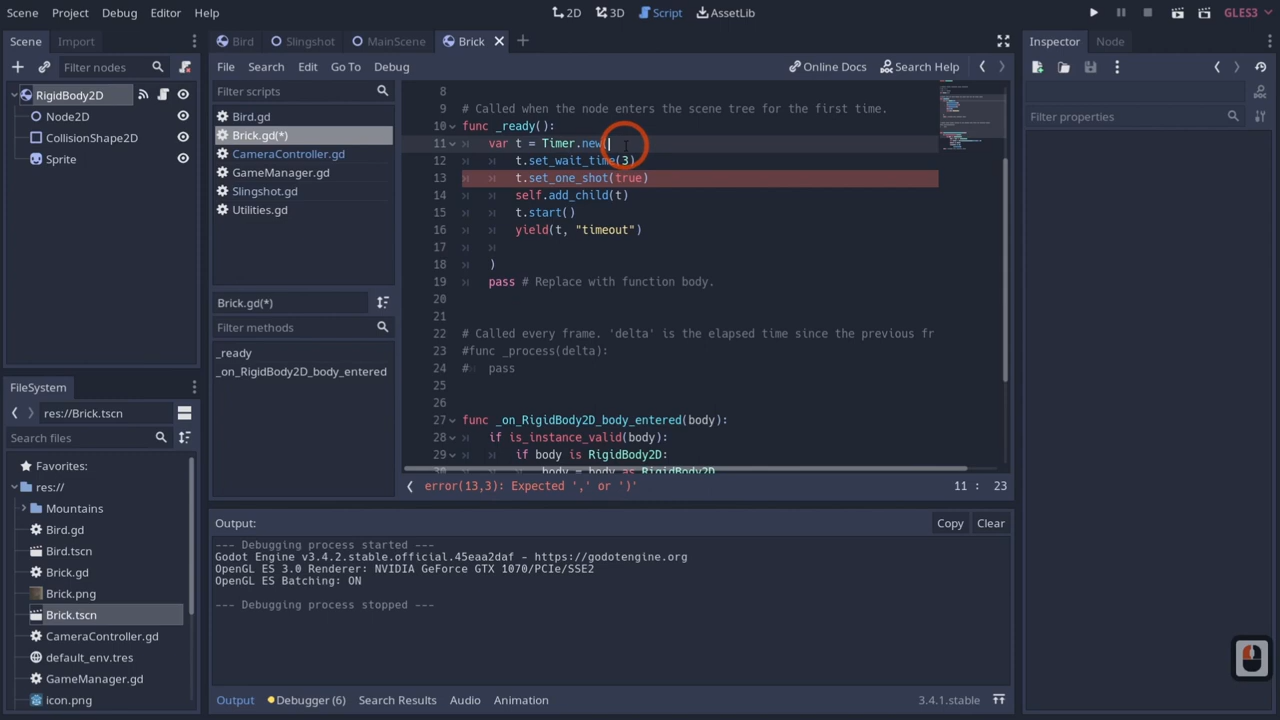 Scene Project Debug Editor Help
2D 3D Script AssetLib
GLES3
Scene Import
Filter nodes
RigidBody2D
Node2D
CollisionShape2D
Sprite
FileSystem
res://Brick.tscn
Search files
Favorites:
res://
Mountains
Bird.gd
Bird.tscn
Brick.gd
Brick.png
Brick.tscn
CameraController.gd
default_env.tres
GameManager.gd
icon.png
Bird Slingshot MainScene Brick
File Search Edit Go To Debug
Online Docs Search Help
Filter scripts
Bird.gd
Brick.gd(*)
CameraController.gd
GameManager.gd
Slingshot.gd
Utilities.gd
Brick.gd(*)
Filter methods
_ready
_on_RigidBody2D_body_entered
8
9 # Called when the node enters the scene tree for the first time.
10 func _ready():
11 var t = Timer.new(
12 t.set_wait_time(3)
13 t.set_one_shot(true)
14 self.add_child(t)
15 t.start()
16 yield(t, "timeout")
17
18 )
19 pass # Replace with function body.
20
21
22 # Called every frame. 'delta' is the elapsed time since the previous fr
23 #func _process(delta):
24 # pass
25
26
27 func _on_RigidBody2D_body_entered(body):
28 if is_instance_valid(body):
29 if body is RigidBody2D:
30 body = body as RigidBody2D
error(13,3): Expected ',' or ')'
11 : 23
Output:
Copy Clear
--- Debugging process started ---
Godot Engine v3.4.2.stable.official.45eaa2daf - https://godotengine.org
OpenGL ES 3.0 Renderer: NVIDIA GeForce GTX 1070/PCIe/SSE2
OpenGL ES Batching: ON
--- Debugging process stopped ---
Output Debugger (6) Search Results Audio Animation
3.4.1.stable
Inspector Node
Filter properties